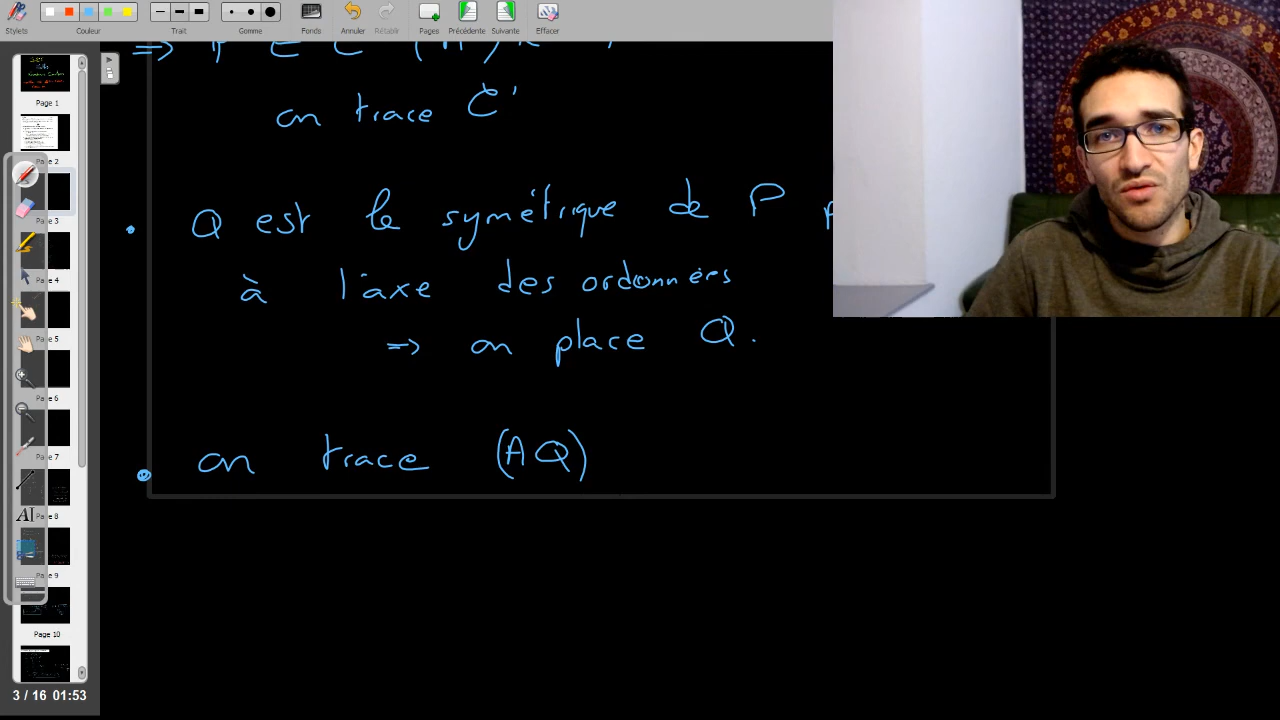 Stylets Couleur Trait Gomme Fonds Annuler Rétablir Pages Précédente Suivante Effacer
Page 1
Page 2
Page 3
Page 4
Page 5
Page 6
Page 7
Page 8
Page 9
Page 10
3 / 16 01:53
AI
on trace C'
• Q est le symétrique de P
à l'axe des ordonnées
=> on place Q.
• on trace (AQ)